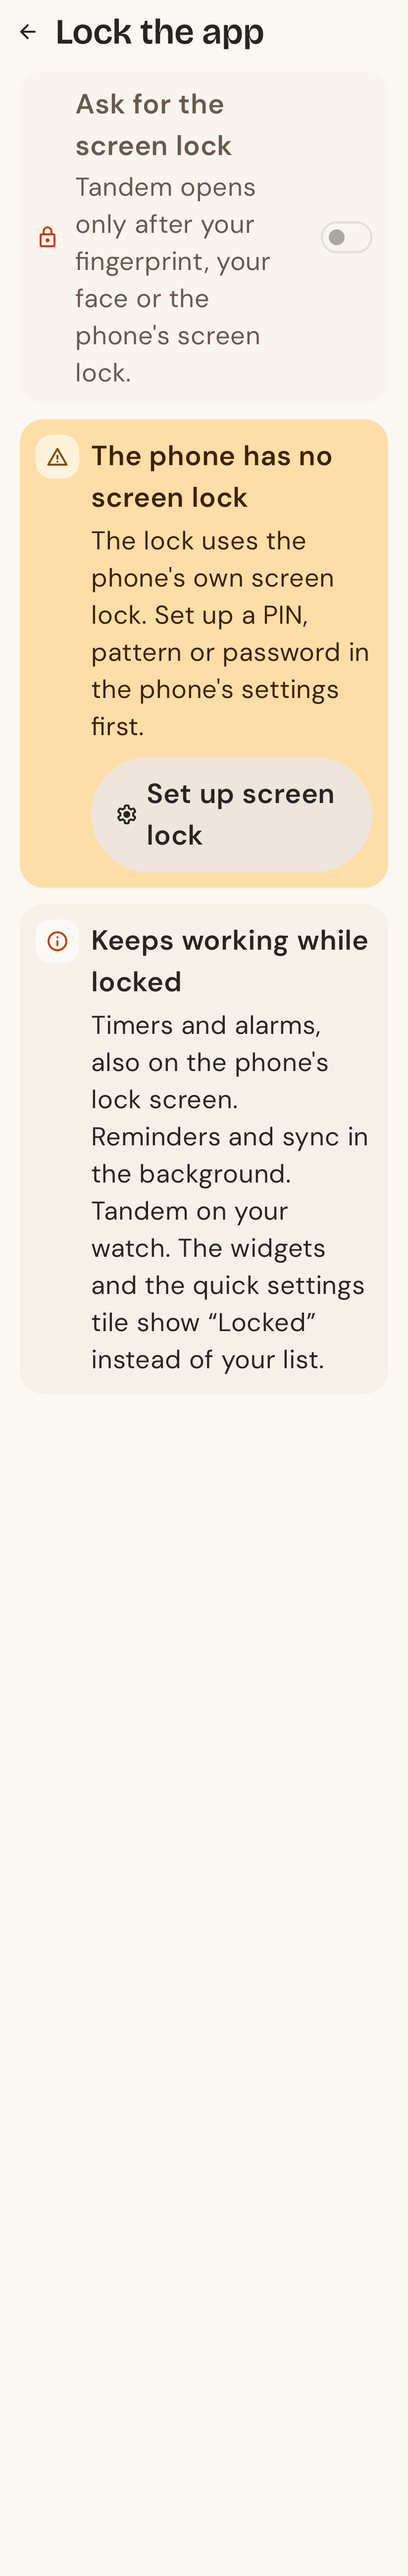 Lock the app
Ask for the
screen lock
Tandem opens
only after your
fingerprint, your
face or the
phone's screen
lock.
The phone has no
screen lock
The lock uses the
phone's own screen
lock. Set up a PIN,
pattern or password in
the phone's settings
first.
Set up screen
lock
Keeps working while
locked
Timers and alarms,
also on the phone's
lock screen.
Reminders and sync in
the background.
Tandem on your
watch. The widgets
and the quick settings
tile show “Locked”
instead of your list.